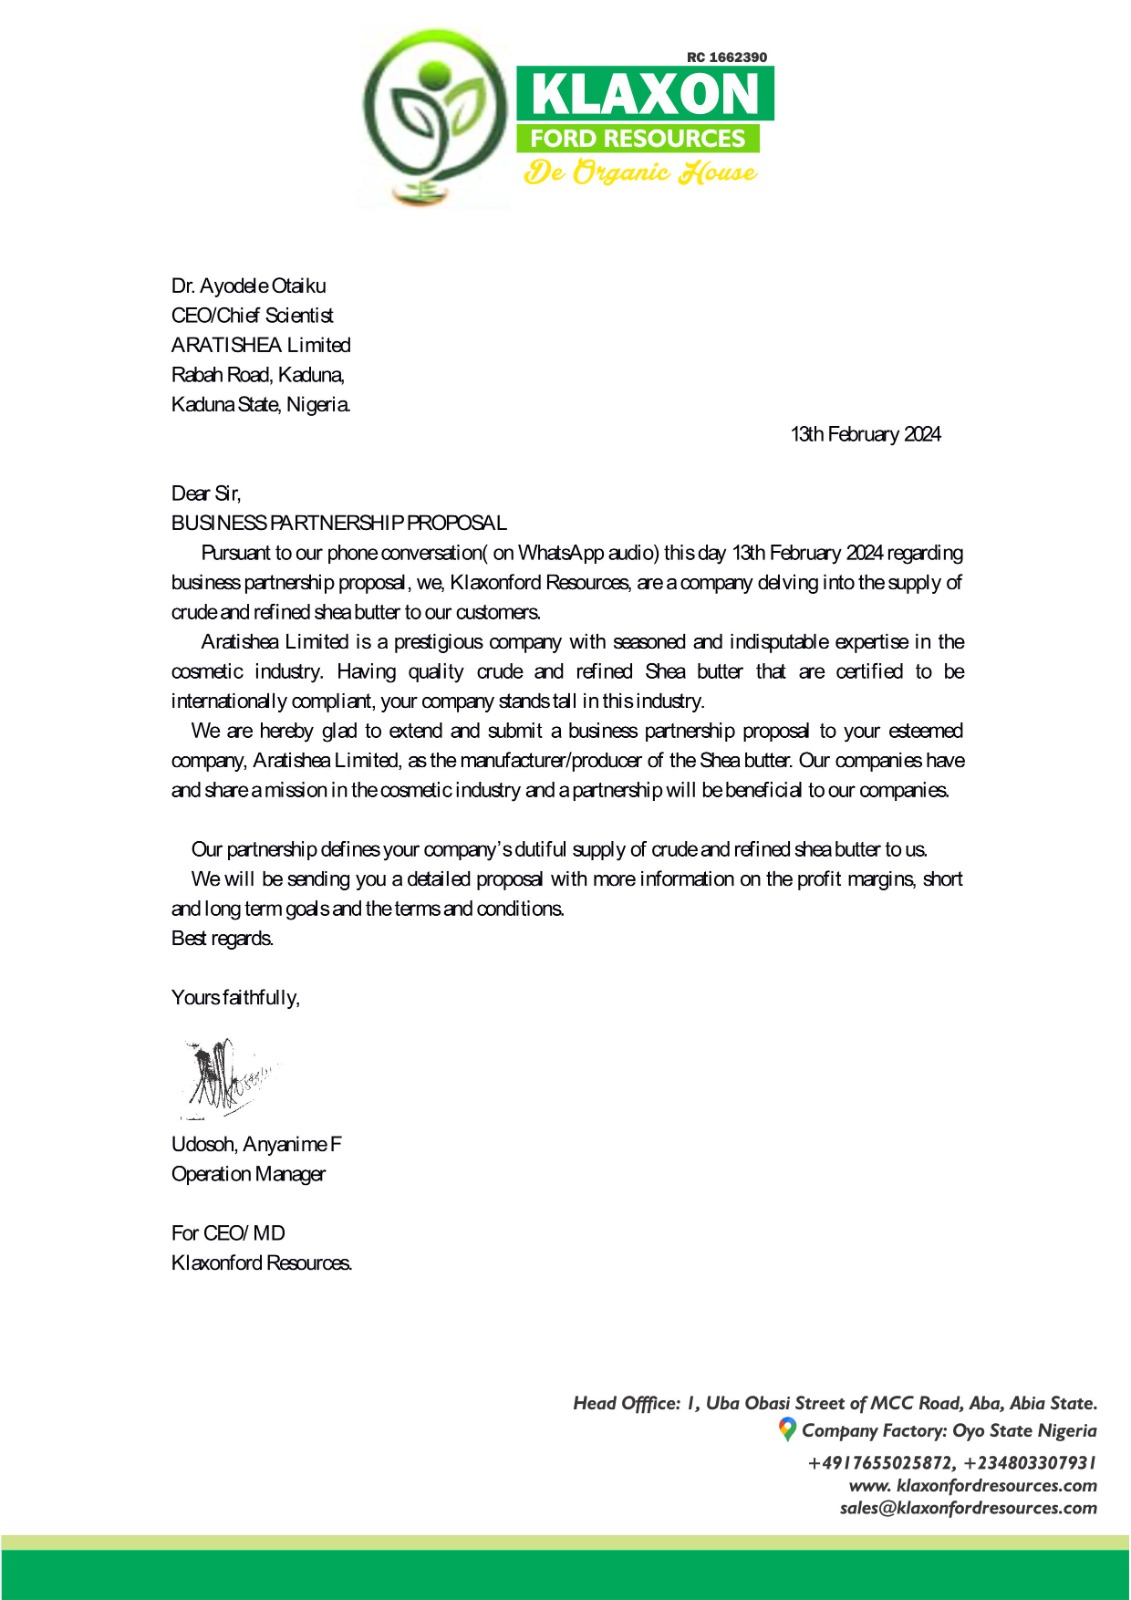 RC 1662390
KLAXON
FORD RESOURCES
De Organic House
Dr. Ayodele Otaiku
CEO/Chief Scientist
ARATISHEA Limited
Rabah Road, Kaduna,
Kaduna State, Nigeria.
13th February 2024
Dear Sir,
BUSINESS PARTNERSHIP PROPOSAL
Pursuant to our phone conversation( on WhatsApp audio) this day 13th February 2024 regarding
business partnership proposal, we, Klaxonford Resources, are a company delving into the supply of
crude and refined shea butter to our customers.
Aratishea Limited is a prestigious company with seasoned and indisputable expertise in the
cosmetic industry. Having quality crude and refined Shea butter that are certified to be
internationally compliant, your company stands tall in this industry.
We are hereby glad to extend and submit a business partnership proposal to your esteemed
company, Aratishea Limited, as the manufacturer/producer of the Shea butter. Our companies have
and share a mission in the cosmetic industry and a partnership will be beneficial to our companies.
Our partnership defines your company’s dutiful supply of crude and refined shea butter to us.
We will be sending you a detailed proposal with more information on the profit margins, short
and long term goals and the terms and conditions.
Best regards.
Yours faithfully,
Udosoh, Anyanime F
Operation Manager
For CEO/ MD
Klaxonford Resources.
Head Offfice: 1, Uba Obasi Street of MCC Road, Aba, Abia State.
Company Factory: Oyo State Nigeria
+4917655025872, +234803307931
www. klaxonfordresources.com
sales@klaxonfordresources.com